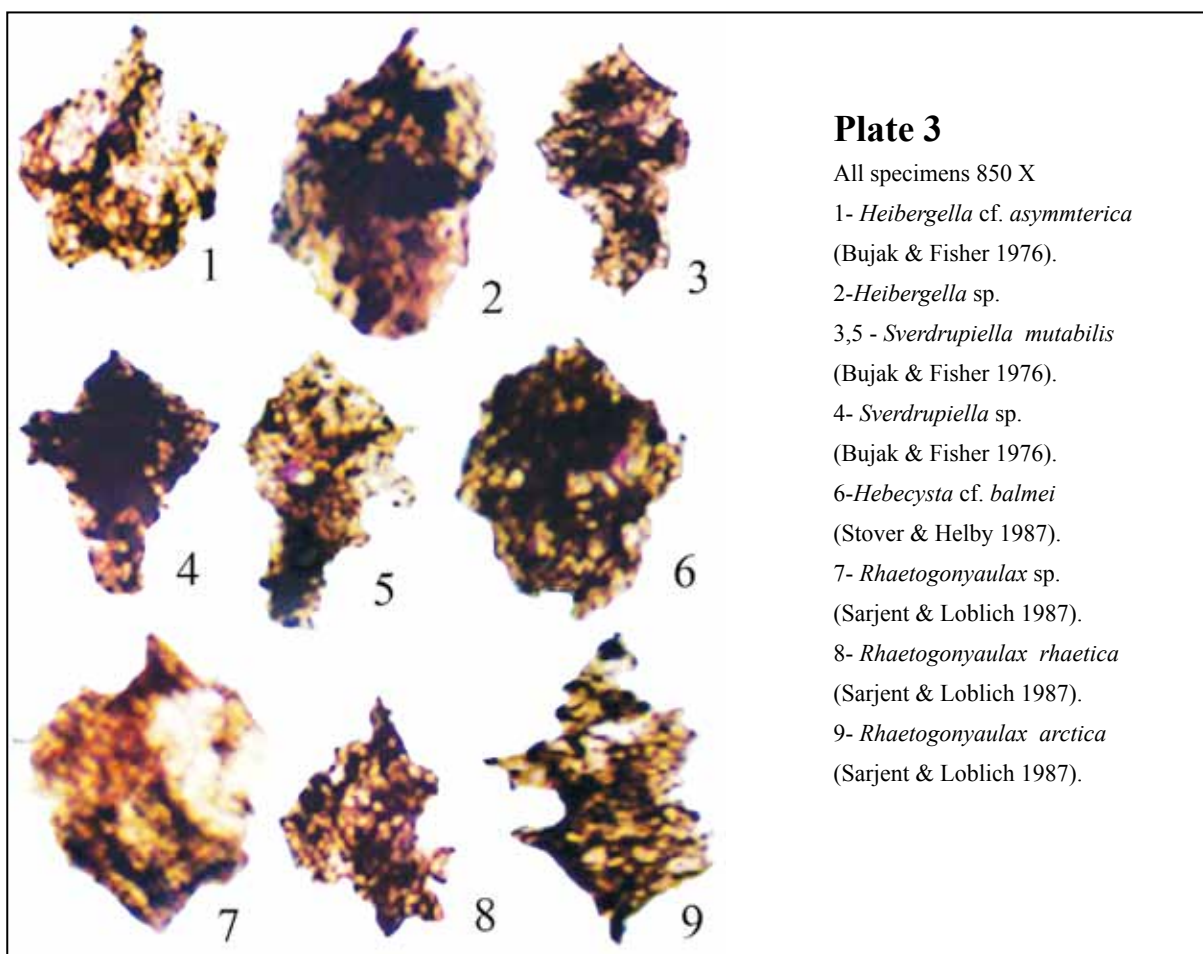 1
2
3
4
5
6
7
8
9
Plate 3
All specimens 850 X
1- Heibergella cf. asymmterica
(Bujak & Fisher 1976).
2-Heibergella sp.
3,5 - Sverdrupiella mutabilis
(Bujak & Fisher 1976).
4- Sverdrupiella sp.
(Bujak & Fisher 1976).
6-Hebecysta cf. balmei
(Stover & Helby 1987).
7- Rhaetogonyaulax sp.
(Sarjent & Loblich 1987).
8- Rhaetogonyaulax rhaetica
(Sarjent & Loblich 1987).
9- Rhaetogonyaulax arctica
(Sarjent & Loblich 1987).